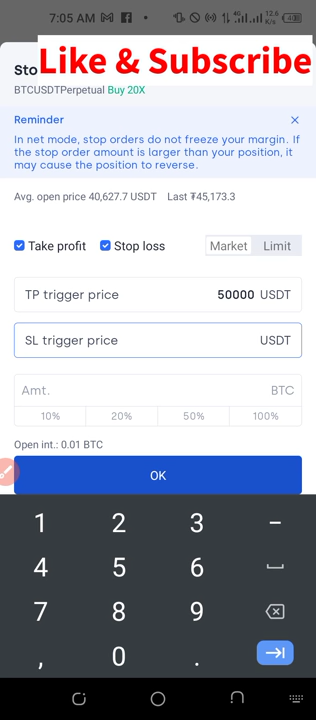 7:05 AM
4G
12.6
K/s
40
Sto
Like & Subscribe
BTCUSDTPerpetual Buy 20X
Reminder
In net mode, stop orders do not freeze your margin. If
the stop order amount is larger than your position, it
may cause the position to reverse.
Avg. open price 40,627.7 USDT Last ₮45,173.3
Take profit Stop loss Market Limit
TP trigger price 50000 USDT
SL trigger price USDT
Amt. BTC
10% 20% 50% 100%
Open int.: 0.01 BTC
OK
1 2 3 −
4 5 6
7 8 9
, 0 .